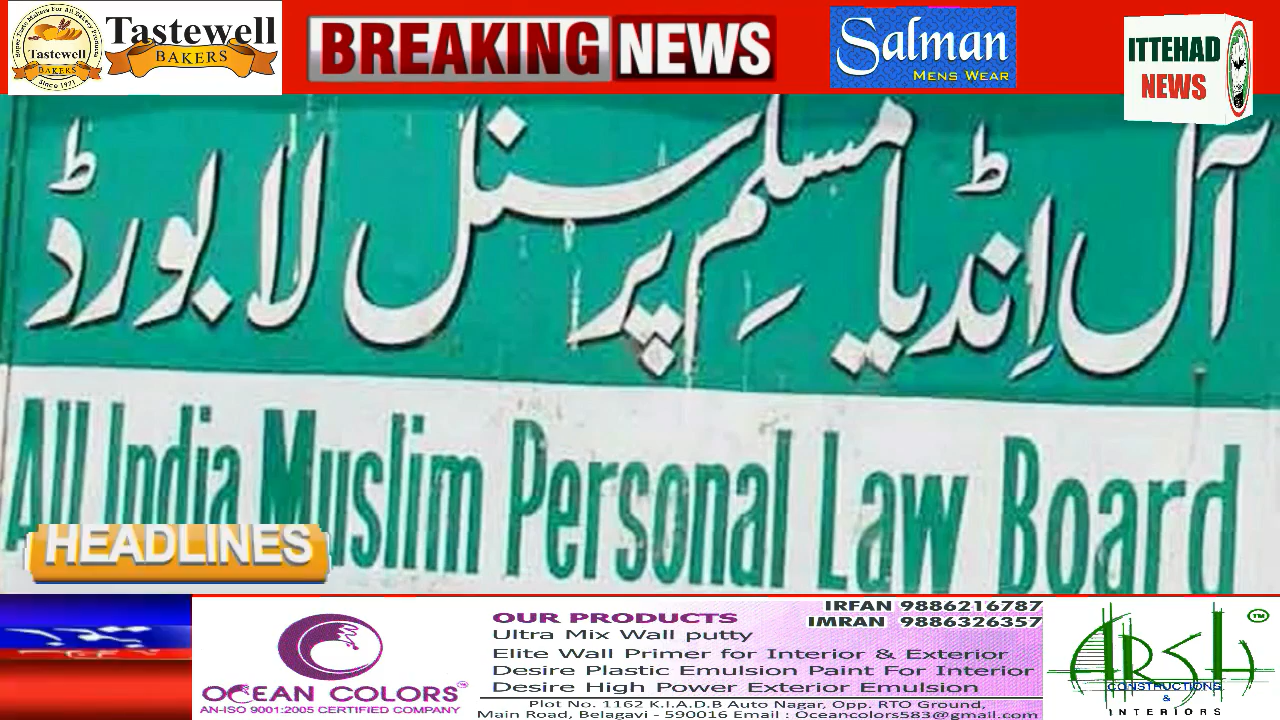 Tastewell
BAKERS
Since 1921
Tastewell
BAKERS
BREAKING NEWS
Salman
MENS WEAR
ITTEHAD
NEWS
آل اِنڈیا مسلم پرسنل لا بورڈ
All India Muslim Personal Law Board
HEADLINES
OCEAN COLORS™
AN-ISO 9001:2005 CERTIFIED COMPANY
OUR PRODUCTS
Ultra Mix Wall putty
Elite Wall Primer for Interior & Exterior
Desire Plastic Emulsion Paint For Interior
Desire High Power Exterior Emulsion
IRFAN 9886216787
IMRAN 9886326357
Plot No. 1162 K.I.A.D.B Auto Nagar, Opp. RTO Ground,
Main Road, Belagavi - 590016 Email : Oceancolors583@gmail.com
ARSH™
CONSTRUCTIONS
&
INTERIORS